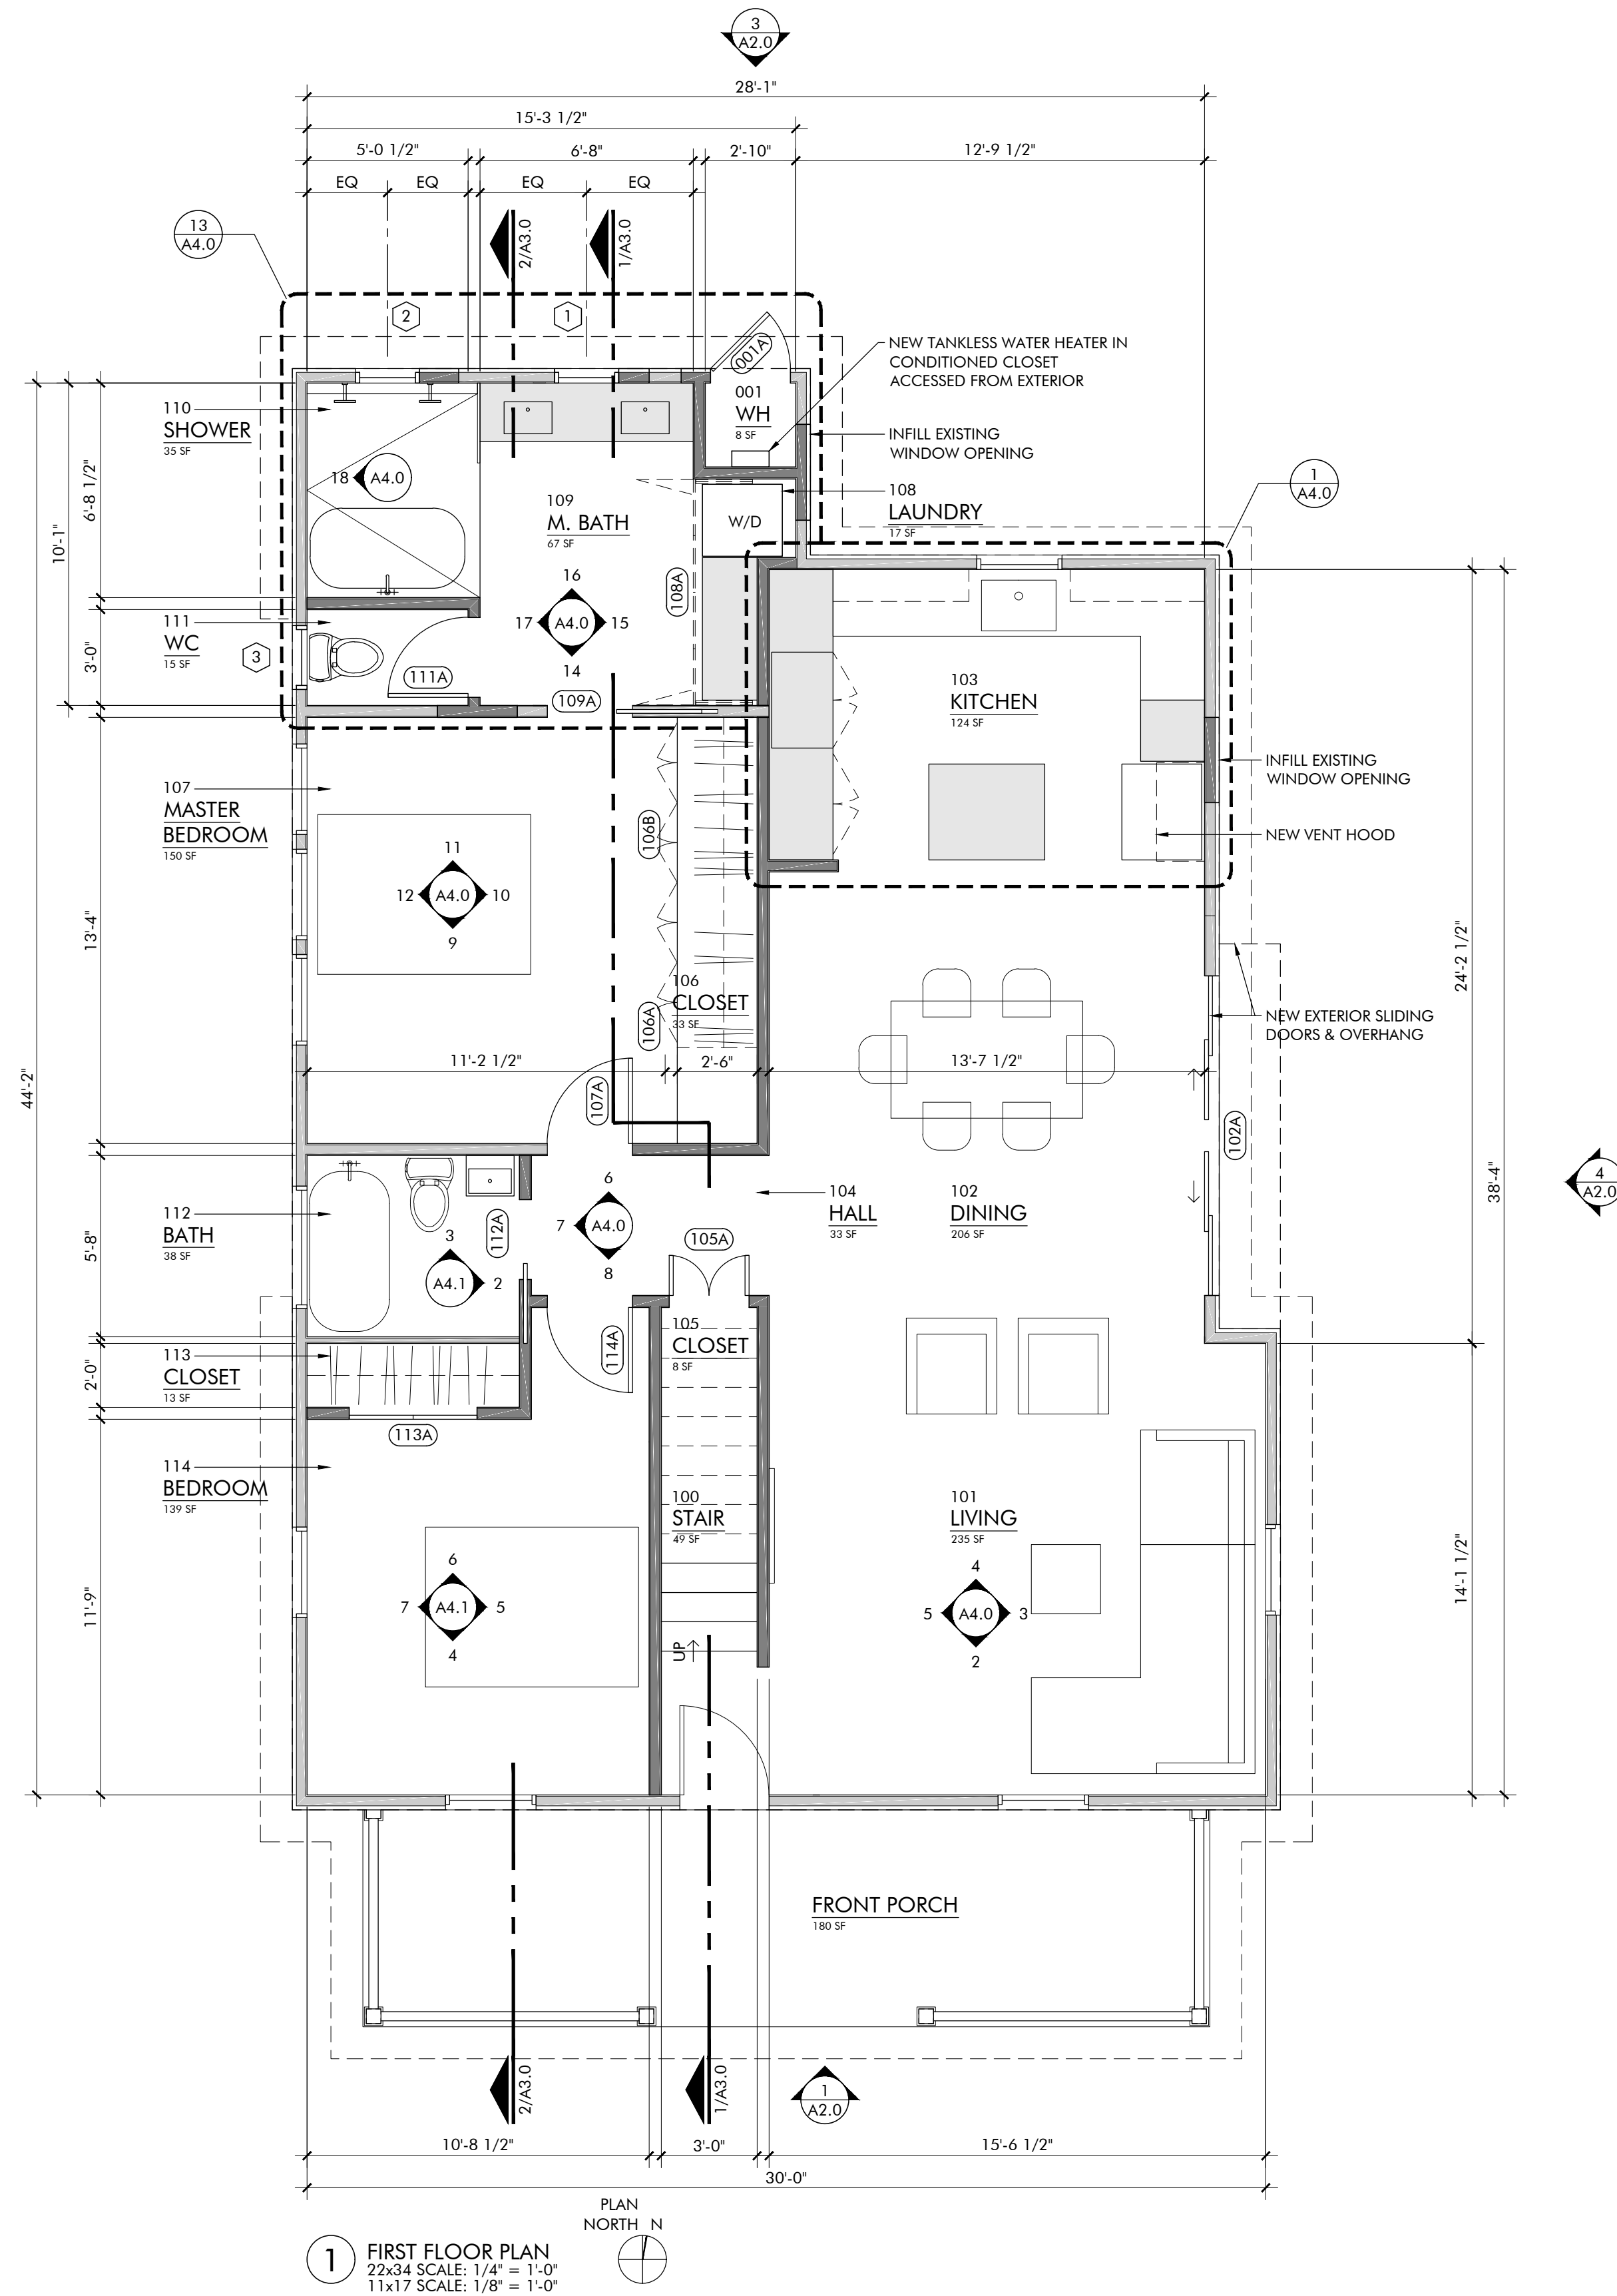 3
A2.0
28'-1"
15'-3 1/2"
5'-0 1/2"
6'-8"
2'-10"
12'-9 1/2"
EQ
EQ
EQ
EQ
13
A4.0
2/A3.0
1/A3.0
2
1
001A
NEW TANKLESS WATER HEATER IN
CONDITIONED CLOSET
ACCESSED FROM EXTERIOR
001
WH
8 SF
110
SHOWER
35 SF
INFILL EXISTING
WINDOW OPENING
1
A4.0
18
A4.0
6'-8 1/2"
10'-1"
109
M. BATH
67 SF
W/D
108
LAUNDRY
17 SF
16
17
A4.0
15
14
108A
111
WC
15 SF
3
3'-0"
111A
109A
103
KITCHEN
124 SF
INFILL EXISTING
WINDOW OPENING
NEW VENT HOOD
107
MASTER
BEDROOM
150 SF
11
12
A4.0
10
9
106B
13'-4"
106
CLOSET
33 SF
106A
24'-2 1/2"
NEW EXTERIOR SLIDING
DOORS & OVERHANG
11'-2 1/2"
2'-6"
13'-7 1/2"
44'-2"
107A
102A
38'-4"
4
A2.0
6
7
A4.0
8
104
HALL
33 SF
102
DINING
206 SF
112
BATH
38 SF
5'-8"
112A
3
A4.1
2
105A
105
CLOSET
8 SF
114A
113
CLOSET
13 SF
2'-0"
113A
114
BEDROOM
139 SF
100
STAIR
49 SF
101
LIVING
235 SF
11'-9"
14'-1 1/2"
6
7
A4.1
5
4
4
5
A4.0
3
2
UP
FRONT PORCH
180 SF
2/A3.0
1/A3.0
1
A2.0
10'-8 1/2"
3'-0"
15'-6 1/2"
30'-0"
PLAN
NORTH N
1
FIRST FLOOR PLAN
22x34 SCALE: 1/4" = 1'-0"
11x17 SCALE: 1/8" = 1'-0"